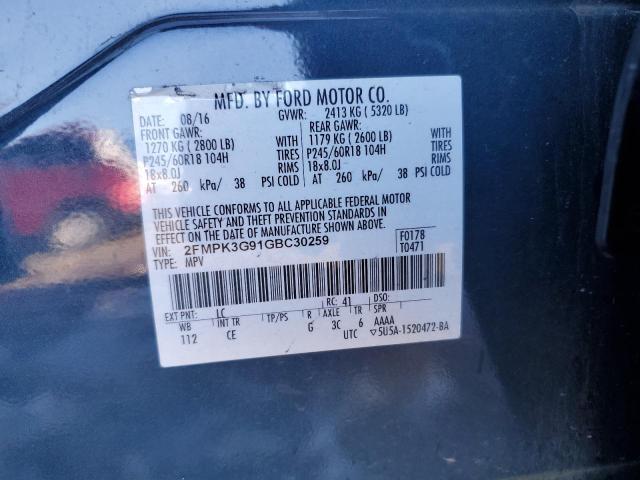 MFD. BY FORD MOTOR CO.
DATE: 08/16 GVWR: 2413 KG ( 5320 LB)
FRONT GAWR: REAR GAWR:
1270 KG ( 2800 LB) WITH 1179 KG ( 2600 LB) WITH
P245/60R18 104H TIRES P245/60R18 104H TIRES
18x8.0J RIMS 18x8.0J RIMS
AT 260 kPa/ 38 PSI COLD AT 260 kPa/ 38 PSI COLD
THIS VEHICLE CONFORMS TO ALL APPLICABLE FEDERAL MOTOR
VEHICLE SAFETY AND THEFT PREVENTION STANDARDS IN
EFFECT ON THE DATE OF MANUFACTURE SHOWN ABOVE.
VIN: 2FMPK3G91GBC30259 F0178
TYPE: MPV T0471
EXT PNT: LC RC: 41 DSO:
WB INT TR TP/PS R AXLE TR SPR
112 CE G 3C 6 AAAA
UTC ▽5U5A-1520472-BA